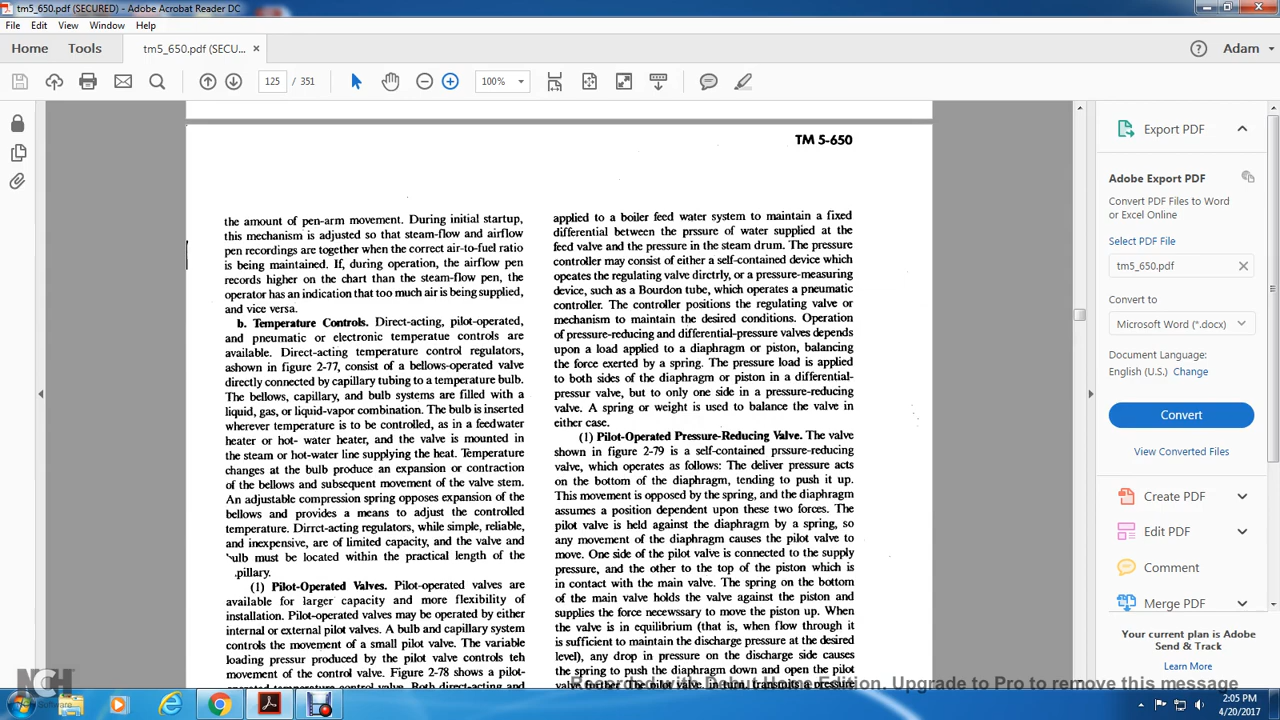 tm5_650.pdf (SECURED) - Adobe Acrobat Reader DC
File Edit View Window Help
Home Tools tm5_650.pdf (SECU... × Adam
125 / 351 100%
TM 5-650
the amount of pen-arm movement. During initial startup,
this mechanism is adjusted so that steam-flow and airflow
pen recordings are together when the correct air-to-fuel ratio
is being maintained. If, during operation, the airflow pen
records higher on the chart than the steam-flow pen, the
operator has an indication that too much air is being supplied,
and vice versa.
b. Temperature Controls. Direct-acting, pilot-operated,
and pneumatic or electronic temperatue controls are
available. Direct-acting temperature control regulators,
ashown in figure 2-77, consist of a bellows-operated valve
directly connected by capillary tubing to a temperature bulb.
The bellows, capillary, and bulb systems are filled with a
liquid, gas, or liquid-vapor combination. The bulb is inserted
wherever temperature is to be controlled, as in a feedwater
heater or hot- water heater, and the valve is mounted in
the steam or hot-water line supplying the heat. Temperature
changes at the bulb produce an expansion or contraction
of the bellows and subsequent movement of the valve stem.
An adjustable compression spring opposes expansion of the
bellows and provides a means to adjust the controlled
temperature. Dirrct-acting regulators, while simple, reliable,
and inexpensive, are of limited capacity, and the valve and
ulb must be located within the practical length of the
pillary.
(1) Pilot-Operated Valves. Pilot-operated valves are
available for larger capacity and more flexibility of
installation. Pilot-operated valves may be operated by either
internal or external pilot valves. A bulb and capillary system
controls the movement of a small pilot valve. The variable
loading pressur produced by the pilot valve controls teh
movement of the control valve. Figure 2-78 shows a pilot-
operated temperature control valve. Both direct-acting and
applied to a boiler feed water system to maintain a fixed
differential between the prssure of water supplied at the
feed valve and the pressure in the steam drum. The pressure
controller may consist of either a self-contained device which
opeates the regulating valve dirctrly, or a pressure-measuring
device, such as a Bourdon tube, which operates a pneumatic
controller. The controller positions the regulating valve or
mechanism to maintain the desired conditions. Operation
of pressure-reducing and differential-pressure valves depends
upon a load applied to a diaphragm or piston, balancing
the force exerted by a spring. The pressure load is applied
to both sides of the diaphragm or piston in a differential-
pressur valve, but to only one side in a pressure-reducing
valve. A spring or weight is used to balance the valve in
either case.
(1) Pilot-Operated Pressure-Reducing Valve. The valve
shown in figure 2-79 is a self-contained prssure-reducing
valve, which operates as follows: The deliver pressure acts
on the bottom of the diaphragm, tending to push it up.
This movement is opposed by the spring, and the diaphragm
assumes a position dependent upon these two forces. The
pilot valve is held against the diaphragm by a spring, so
any movement of the diaphragm causes the pilot valve to
move. One side of the pilot valve is connected to the supply
pressure, and the other to the top of the piston which is
in contact with the main valve. The spring on the bottom
of the main valve holds the valve against the piston and
supplies the force necewssary to move the piston up. When
the valve is in equilibrium (that is, when flow through it
is sufficient to maintain the discharge pressure at the desired
level), any drop in pressure on the discharge side causes
the spring to push the diaphragm down and open the pilot
valve further. The pilot valve, in turn, transmits a pressure
Export PDF
Adobe Export PDF
Convert PDF Files to Word
or Excel Online
Select PDF File
tm5_650.pdf
Convert to
Microsoft Word (*.docx)
Document Language:
English (U.S.) Change
Convert
View Converted Files
Create PDF
Edit PDF
Comment
Merge PDF
Your current plan is Adobe
Send & Track
Learn More
NCH
NCH Software
Recorded with Debut Home Edition. Upgrade to Pro to remove this message
2:05 PM
4/20/2017